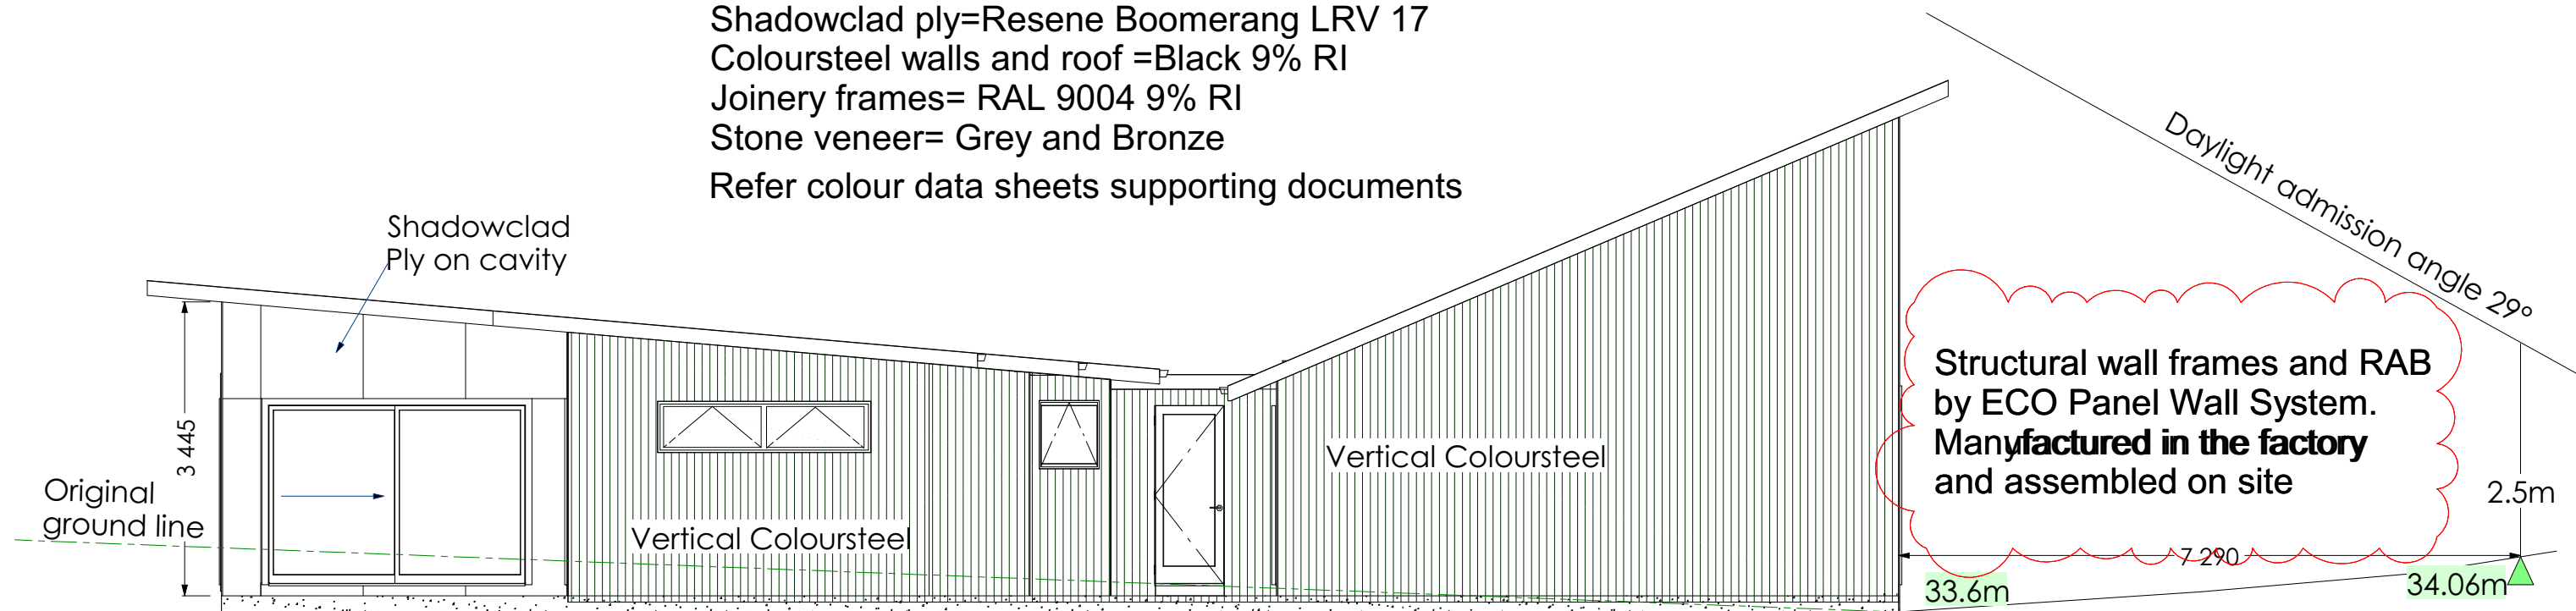 Shadowclad ply=Resene Boomerang LRV 17
Coloursteel walls and roof =Black 9% RI
Joinery frames= RAL 9004 9% RI
Stone veneer= Grey and Bronze
Refer colour data sheets supporting documents
Shadowclad
Ply on cavity
Daylight admission angle 29°
Structural wall frames and RAB
by ECO Panel Wall System.
Manufactured in the factory
and assembled on site
3 445
Original
ground line
Vertical Coloursteel
Vertical Coloursteel
2.5m
7 290
33.6m
34.06m